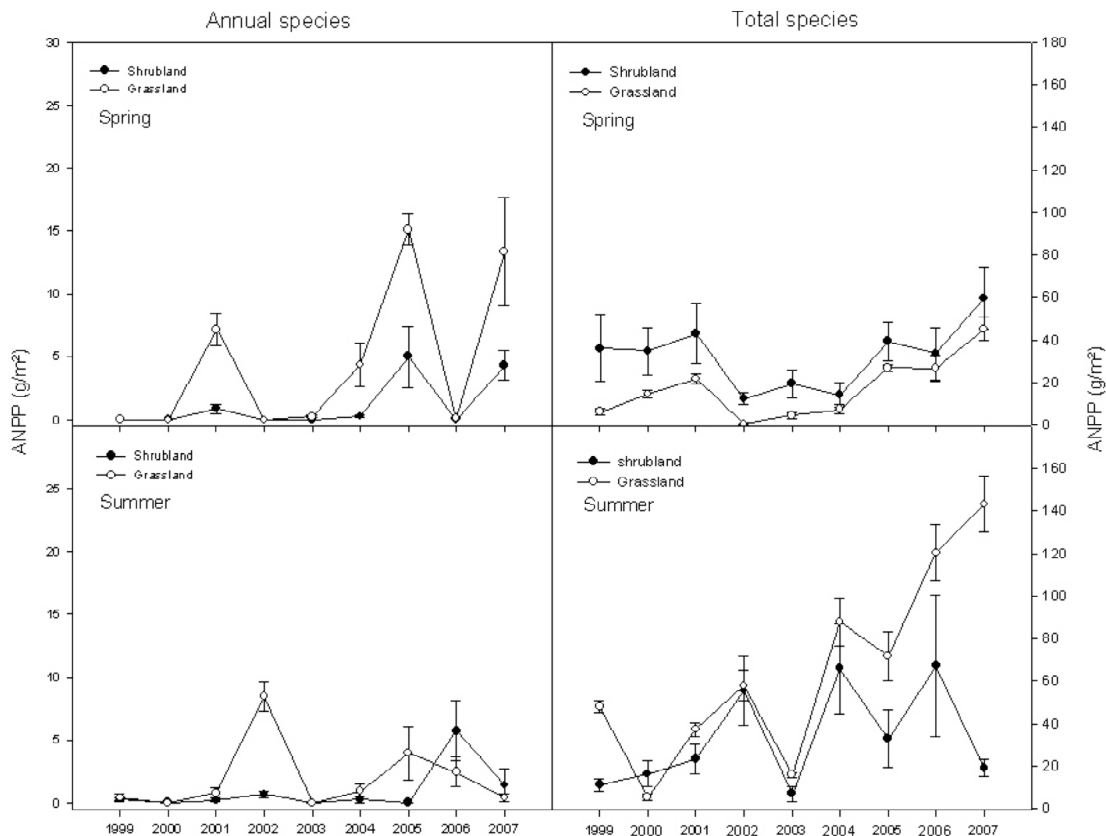 Annual species Total species
30 180
Shrubland Shrubland 160
25 Grassland Grassland
Spring Spring 140
20 120
100
15
80
10 60
40
5
20
0 0
ANPP (g/m²) ANPP (g/m²)
Shrubland shrubland 160
25 Grassland Grassland
Summer Summer 140
20 120
100
15
80
10 60
40
5
20
0 0
1999 2000 2001 2002 2003 2004 2005 2006 2007 1999 2000 2001 2002 2003 2004 2005 2006 2007